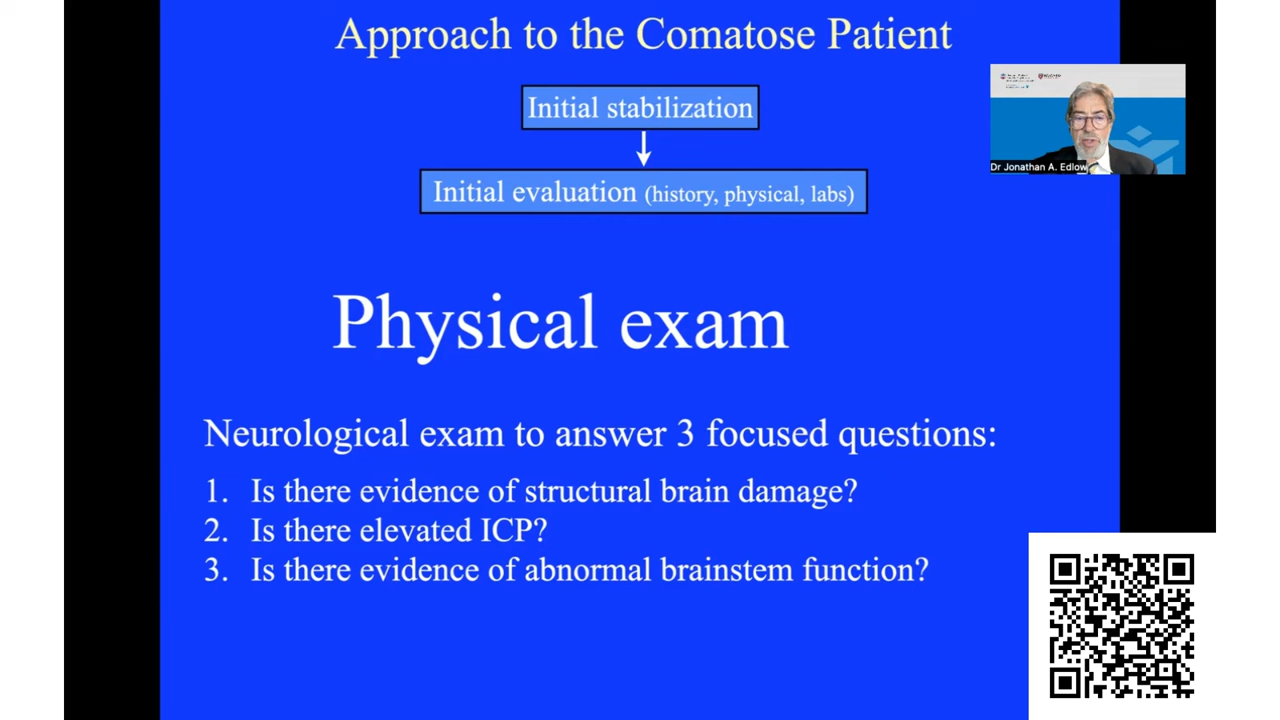 Approach to the Comatose Patient
Initial stabilization
Initial evaluation (history, physical, labs)
Dr Jonathan A. Edlow
Physical exam
Neurological exam to answer 3 focused questions:
1. Is there evidence of structural brain damage?
2. Is there elevated ICP?
3. Is there evidence of abnormal brainstem function?